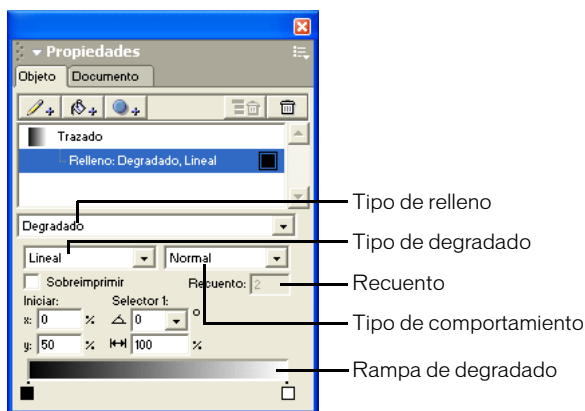 Propiedades
Objeto Documento
Trazado
Relleno: Degradado, Lineal
Tipo de relleno
Degradado
Tipo de degradado
Lineal Normal
Sobreimprimir Recuento: 2
Recuento
Iniciar: Selector 1:
x: 0 % 0 °
Tipo de comportamiento
y: 50 % 100 %
Rampa de degradado